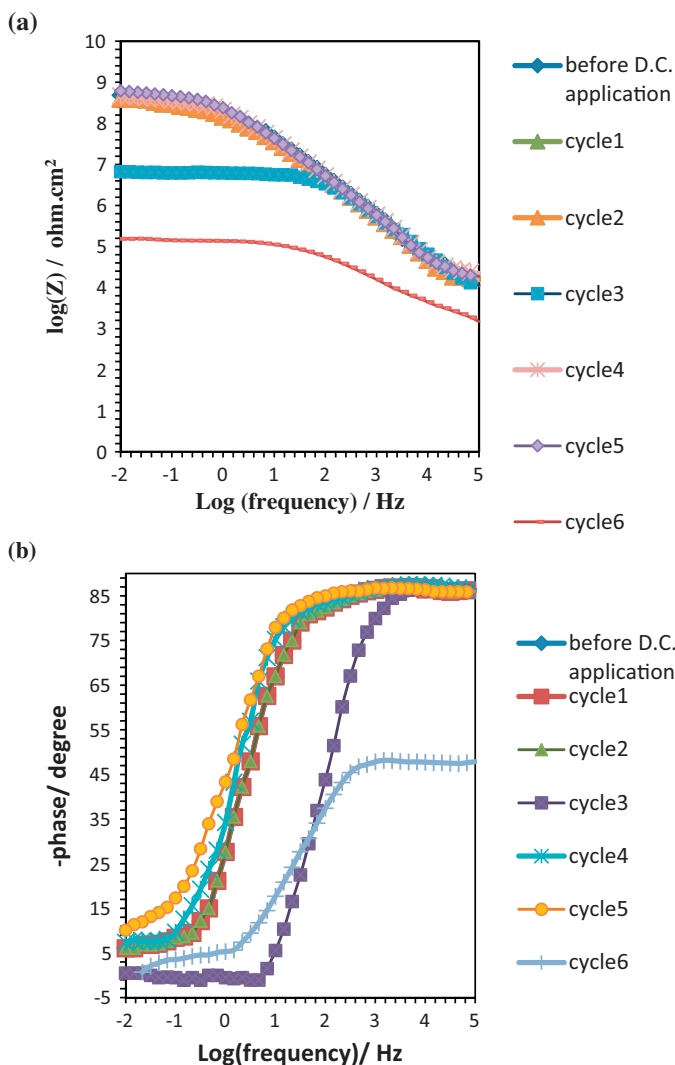 (a)
10
9
8
7
6
5
4
3
2
1
0
log(Z) / ohm.cm²
-2 -1 0 1 2 3 4 5
Log (frequency) / Hz
before D.C.
application
cycle1
cycle2
cycle3
cycle4
cycle5
cycle6
(b)
85
75
65
55
45
35
25
15
5
-5
-phase/ degree
-2 -1 0 1 2 3 4 5
Log(frequency)/ Hz
before D.C.
application
cycle1
cycle2
cycle3
cycle4
cycle5
cycle6